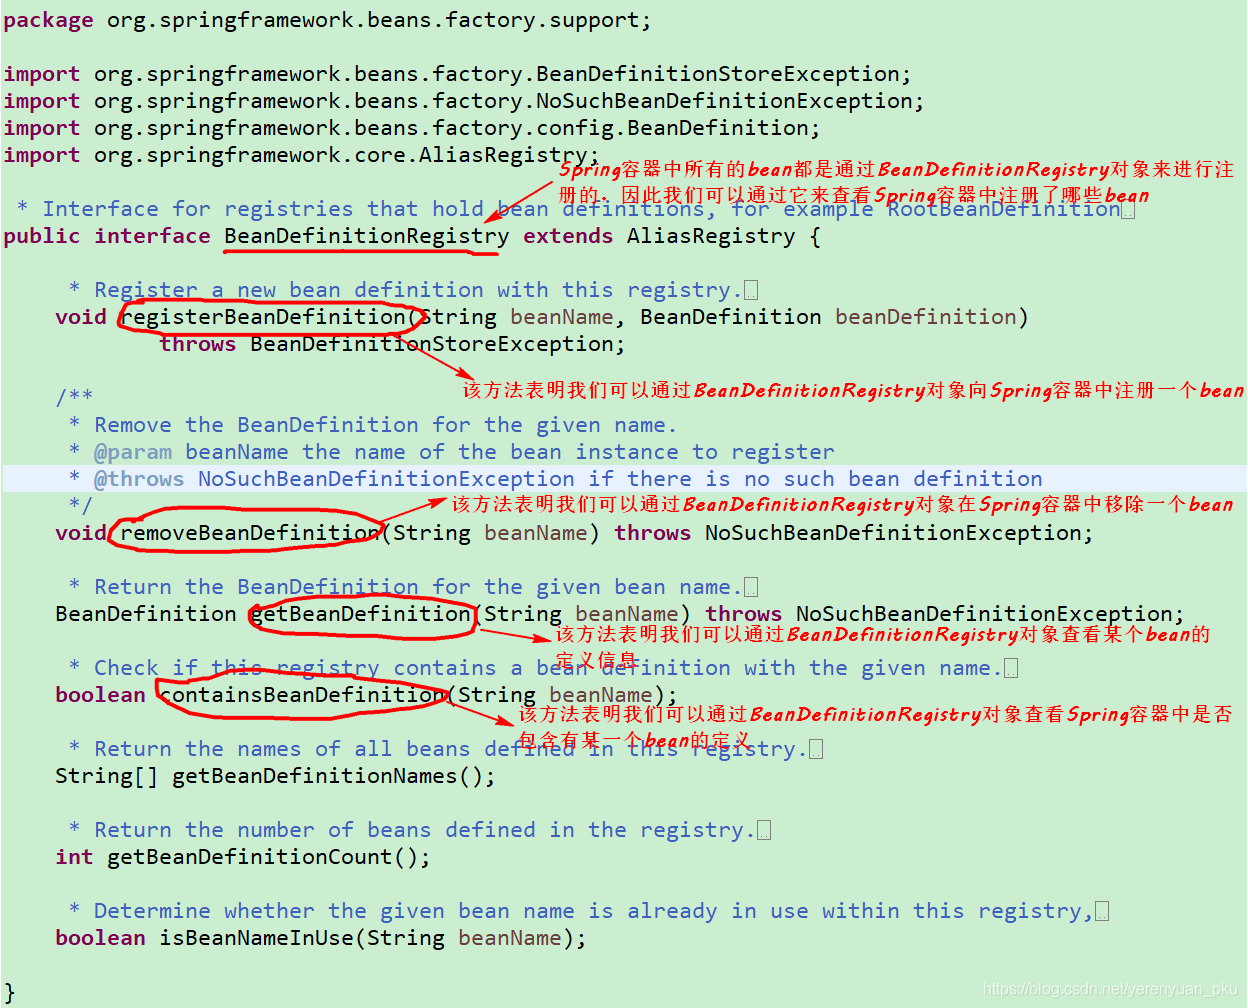 package org.springframework.beans.factory.support;
import org.springframework.beans.factory.BeanDefinitionStoreException;
import org.springframework.beans.factory.NoSuchBeanDefinitionException;
import org.springframework.beans.factory.config.BeanDefinition;
import org.springframework.core.AliasRegistry;
Spring容器中所有的bean都是通过BeanDefinitionRegistry对象来进行注
册的，因此我们可以通过它来查看Spring容器中注册了哪些bean
* Interface for registries that hold bean definitions, for example RootBeanDefinition
public interface BeanDefinitionRegistry extends AliasRegistry {
* Register a new bean definition with this registry.
void registerBeanDefinition(String beanName, BeanDefinition beanDefinition)
throws BeanDefinitionStoreException;
该方法表明我们可以通过BeanDefinitionRegistry对象向Spring容器中注册一个bean
/**
* Remove the BeanDefinition for the given name.
* @param beanName the name of the bean instance to register
* @throws NoSuchBeanDefinitionException if there is no such bean definition
*/
该方法表明我们可以通过BeanDefinitionRegistry对象在Spring容器中移除一个bean
void removeBeanDefinition(String beanName) throws NoSuchBeanDefinitionException;
* Return the BeanDefinition for the given bean name.
BeanDefinition getBeanDefinition(String beanName) throws NoSuchBeanDefinitionException;
该方法表明我们可以通过BeanDefinitionRegistry对象查看某个bean的
定义信息
* Check if this registry contains a bean definition with the given name.
boolean containsBeanDefinition(String beanName);
该方法表明我们可以通过BeanDefinitionRegistry对象查看Spring容器中是否
包含有某一个bean的定义
* Return the names of all beans defined in this registry.
String[] getBeanDefinitionNames();
* Return the number of beans defined in the registry.
int getBeanDefinitionCount();
* Determine whether the given bean name is already in use within this registry,
boolean isBeanNameInUse(String beanName);
}
https://blog.csdn.net/yerenyuan_pku